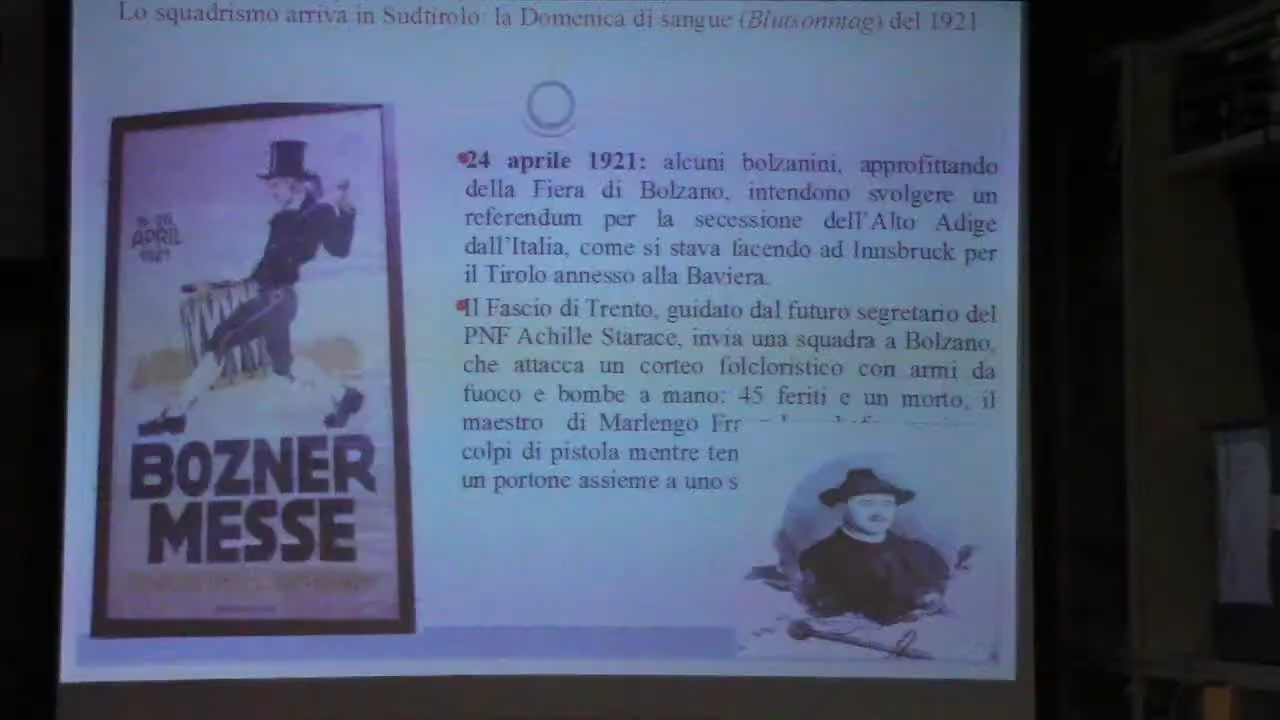 Lo squadrismo arriva in Sudtirolo: la Domenica di sangue (Blutsonntag) del 1921
24 aprile 1921: alcuni bolzanini, approfittando
della Fiera di Bolzano, intendono svolgere un
referendum per la secessione dell'Alto Adige
dall'Italia, come si stava facendo ad Innsbruck per
il Tirolo annesso alla Baviera.
Il Fascio di Trento, guidato dal futuro segretario del
PNF Achille Starace, invia una squadra a Bolzano,
che attacca un corteo folcloristico con armi da
fuoco e bombe a mano: 45 feriti e un morto, il
maestro di Marlengo
colpi di pistola mentre ten
un portone assieme a uno s
APRIL
1921
BOZNER
MESSE